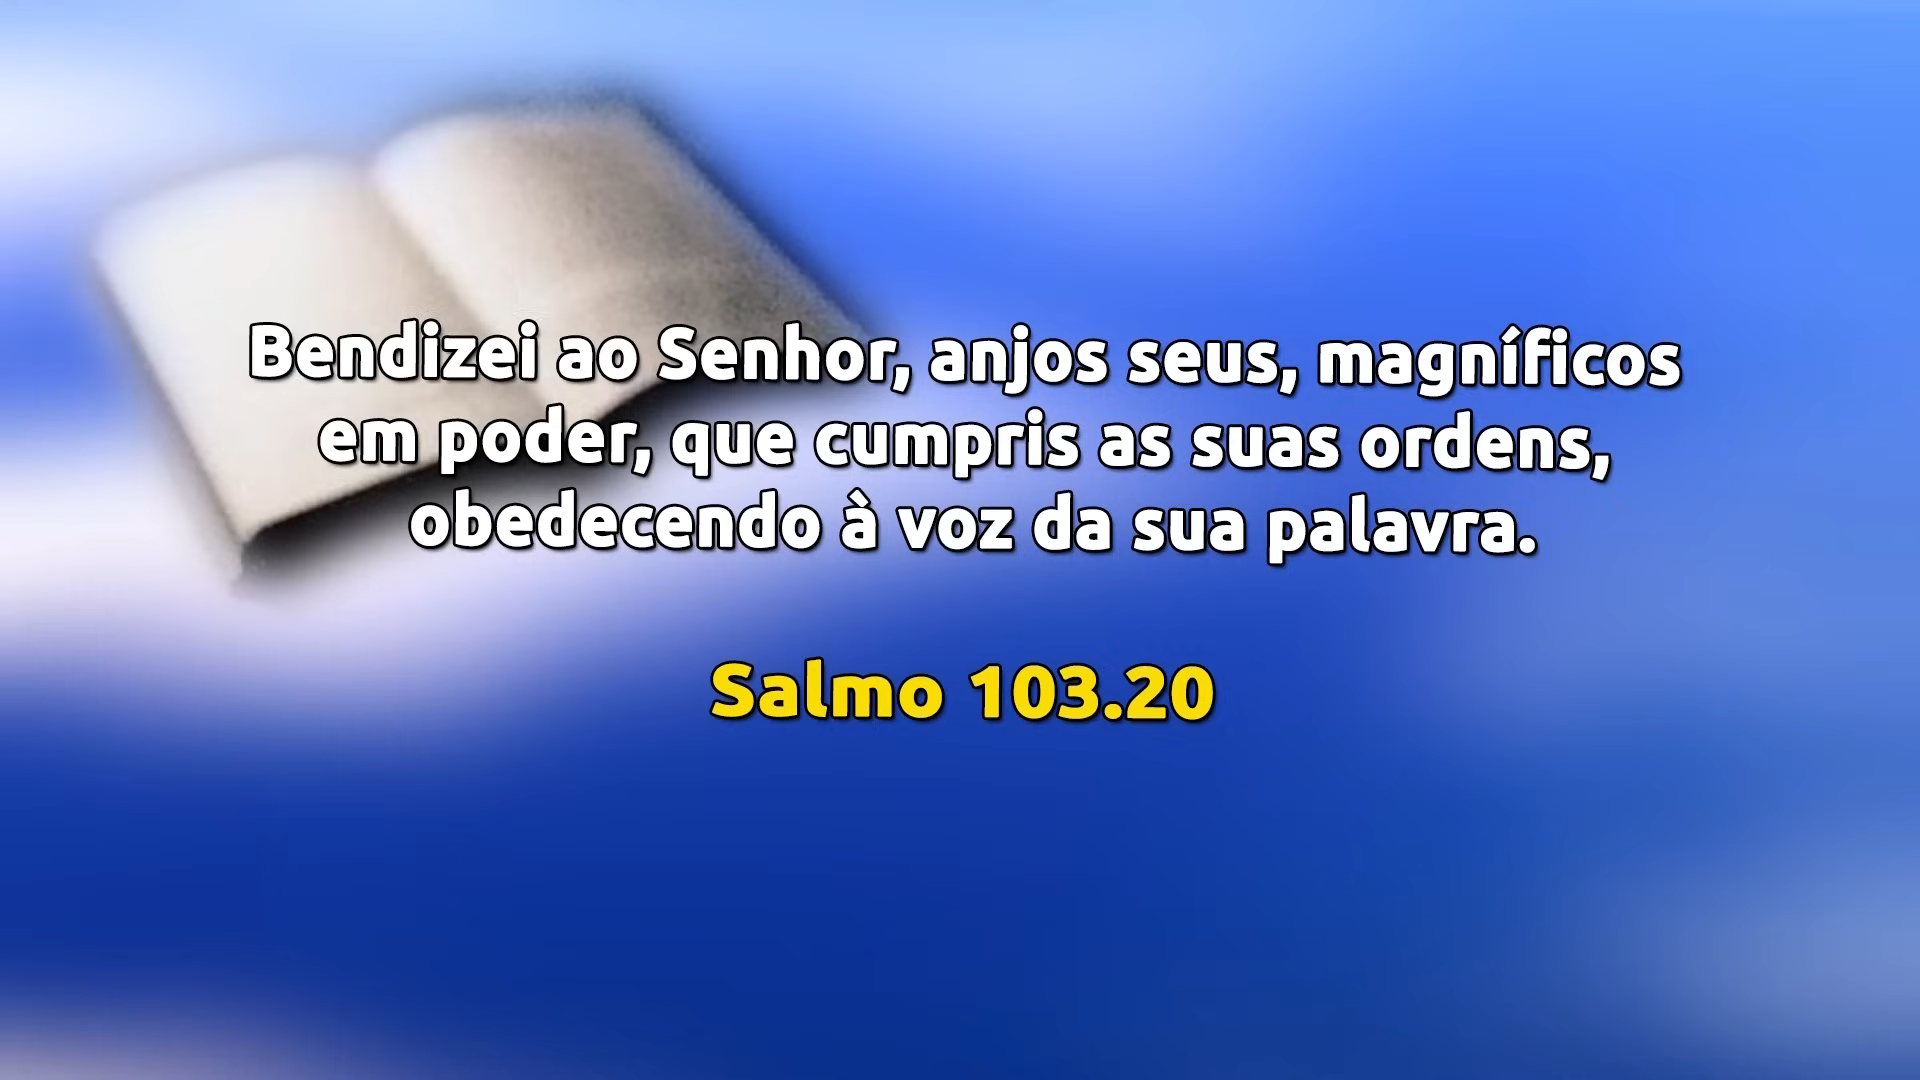 Bendizei ao Senhor, anjos seus, magníficos
em poder, que cumpris as suas ordens,
obedecendo à voz da sua palavra.
Salmo 103.20